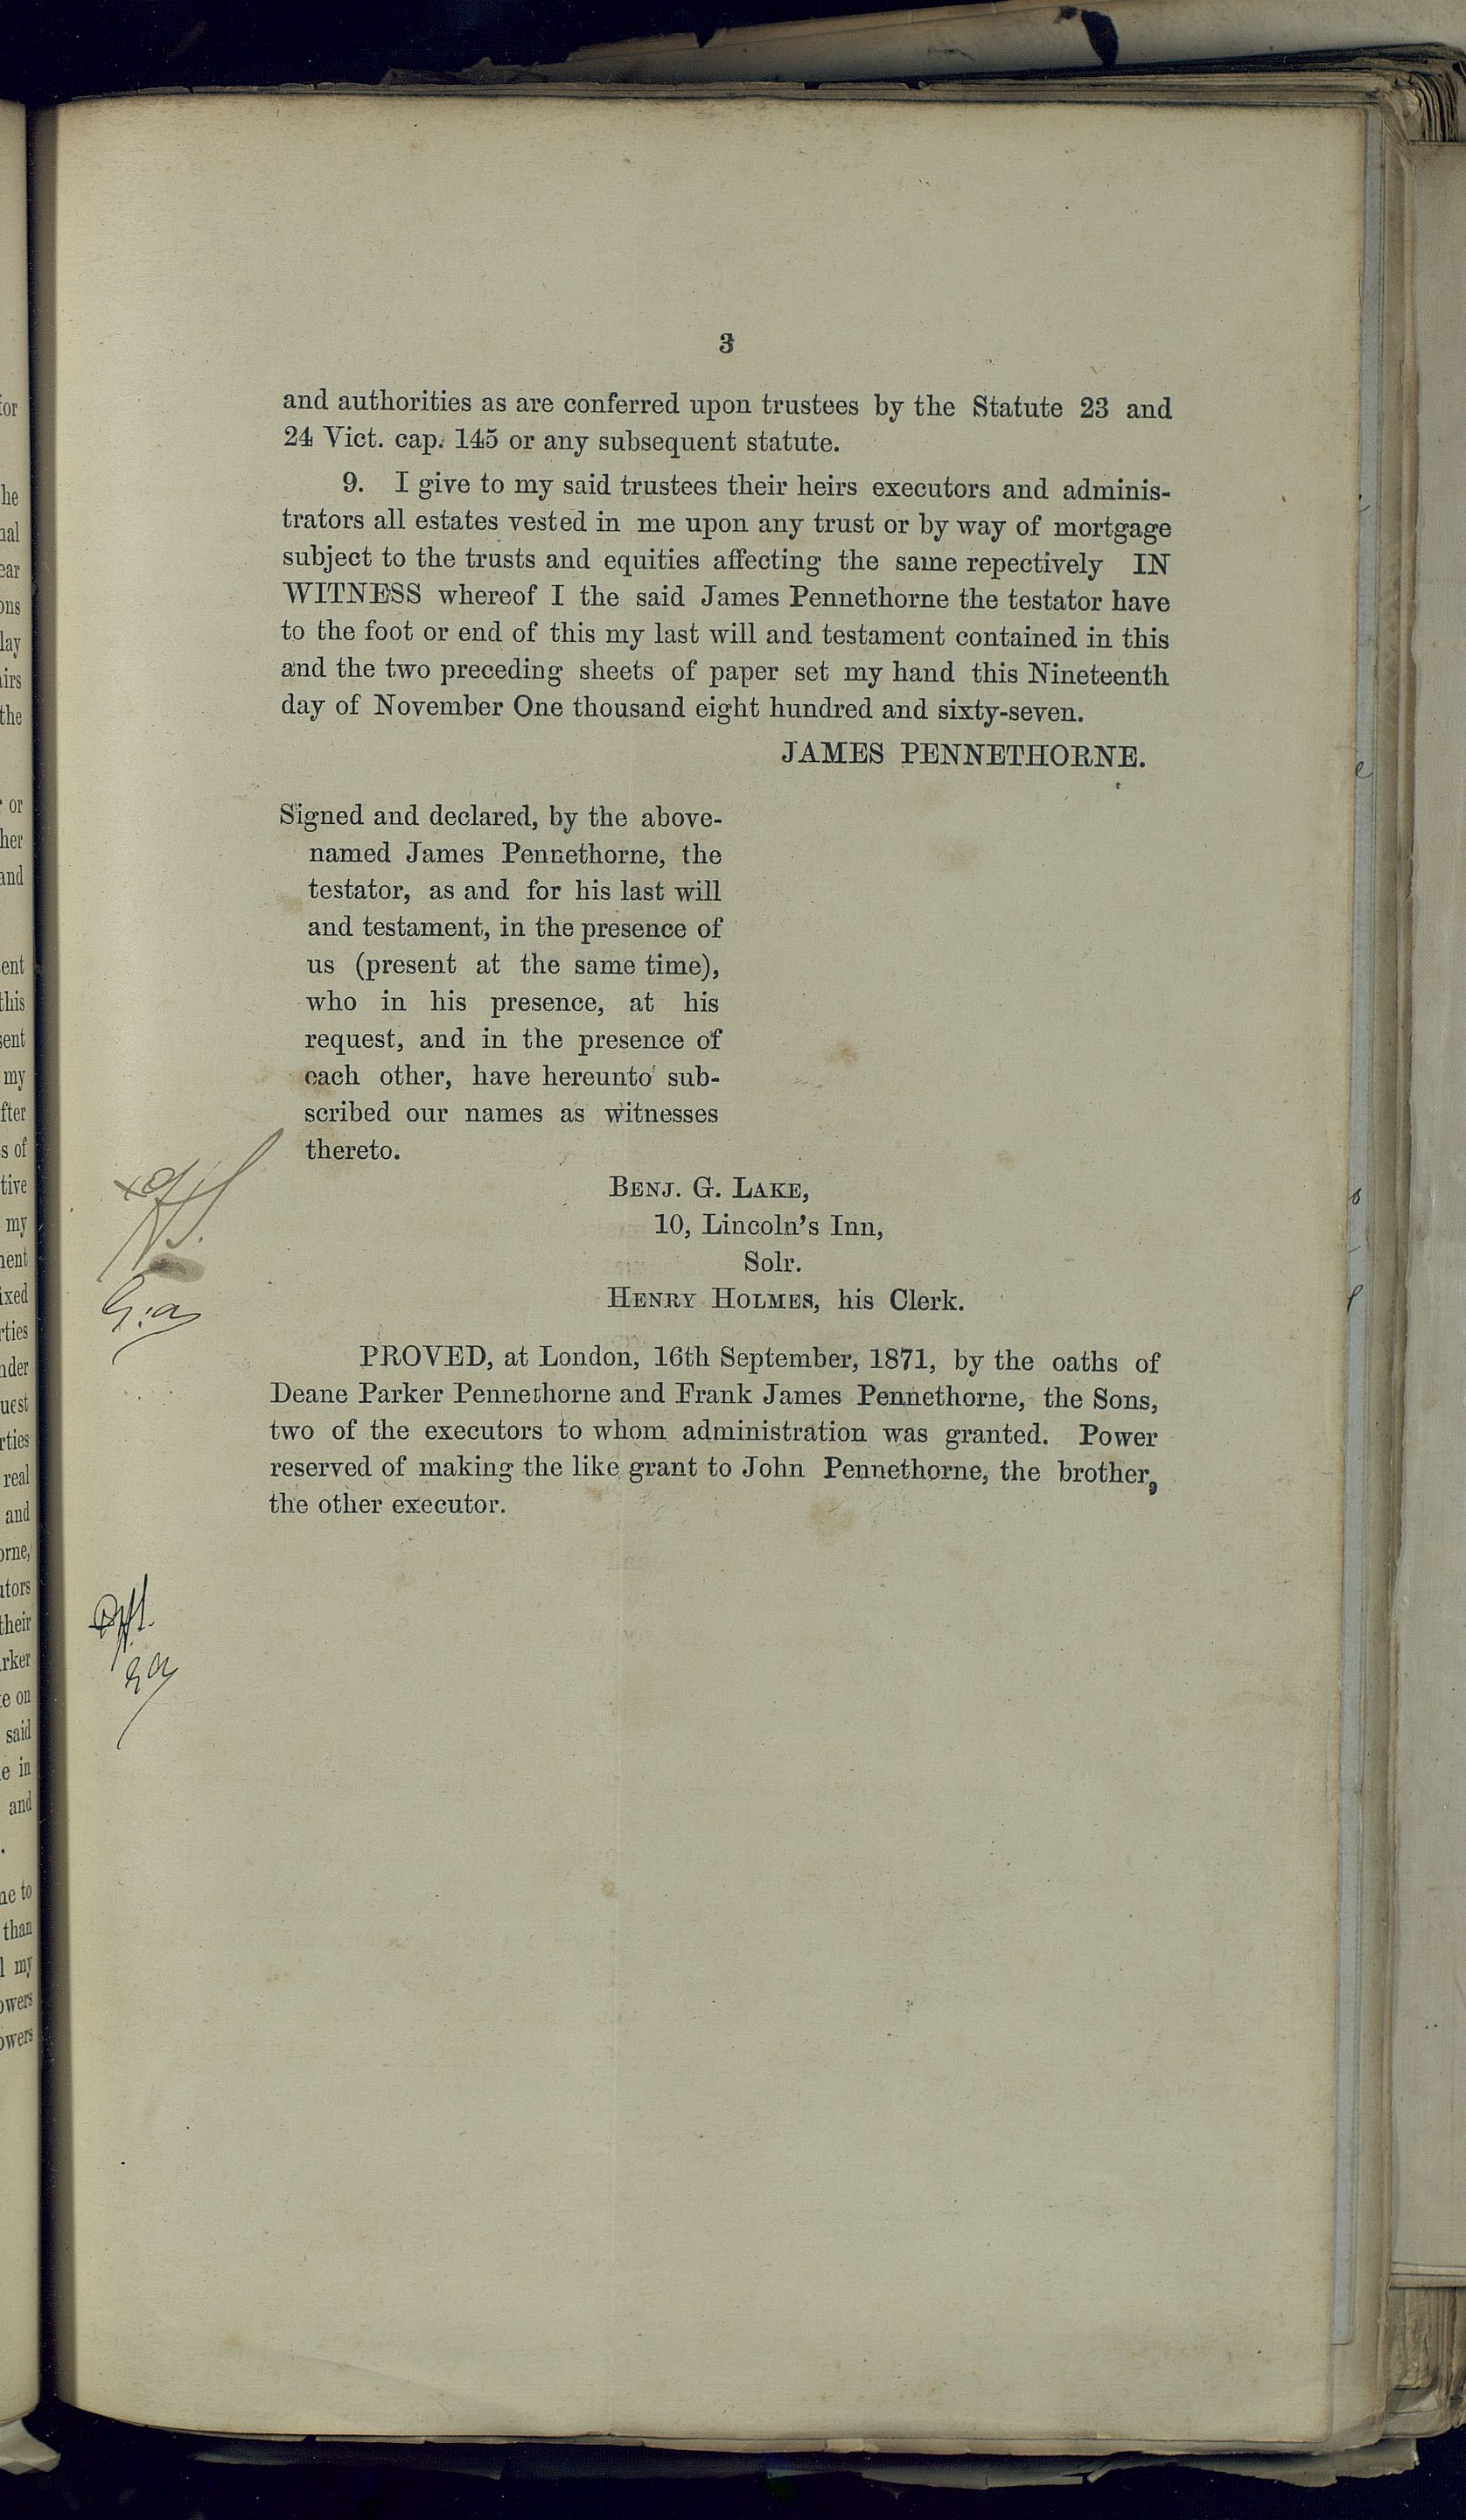 3
and authorities as are conferred upon trustees by the Statute 23 and
24 Vict. cap. 145 or any subsequent statute.
9. I give to my said trustees their heirs executors and adminis-
trators all estates vested in me upon any trust or by way of mortgage
subject to the trusts and equities affecting the same repectively IN
WITNESS whereof I the said James Pennethorne the testator have
to the foot or end of this my last will and testament contained in this
and the two preceding sheets of paper set my hand this Nineteenth
day of November One thousand eight hundred and sixty-seven.
JAMES PENNETHORNE.
Signed and declared, by the above-
named James Pennethorne, the
testator, as and for his last will
and testament, in the presence of
us (present at the same time),
who in his presence, at his
request, and in the presence of
each other, have hereunto sub-
scribed our names as witnesses
thereto.
BENJ. G. LAKE,
10, Lincoln's Inn,
Solr.
HENRY HOLMES, his Clerk.
PROVED, at London, 16th September, 1871, by the oaths of
Deane Parker Pennethorne and Frank James Pennethorne, the Sons,
two of the executors to whom administration was granted. Power
reserved of making the like grant to John Pennethorne, the brother,
the other executor.